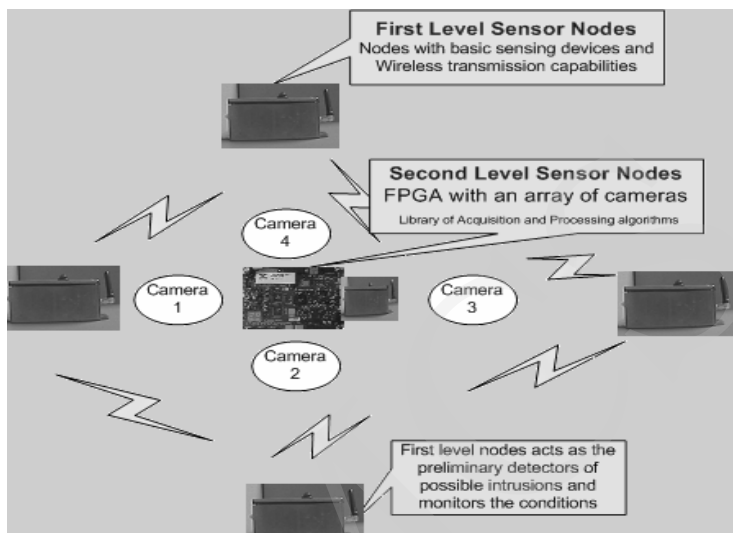 First Level Sensor Nodes
Nodes with basic sensing devices and
Wireless transmission capabilities
Second Level Sensor Nodes
FPGA with an array of cameras
Library of Acquisition and Processing algorithms
Camera
4
Camera
1
Camera
3
Camera
2
First level nodes acts as the
preliminary detectors of
possible intrusions and
monitors the conditions